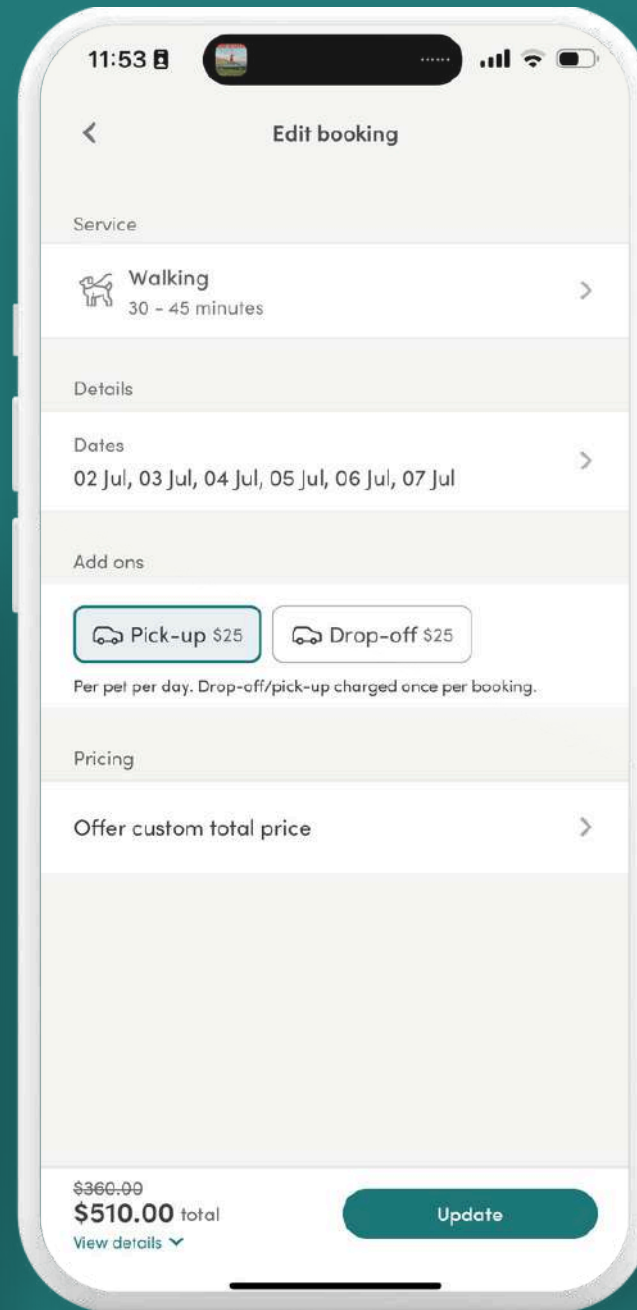 11:53
Edit booking
Service
Walking
30 - 45 minutes
Details
Dates
02 Jul, 03 Jul, 04 Jul, 05 Jul, 06 Jul, 07 Jul
Add ons
Pick-up $25 Drop-off $25
Per pet per day. Drop-off/pick-up charged once per booking.
Pricing
Offer custom total price
$360.00
$510.00 total
Update
View details